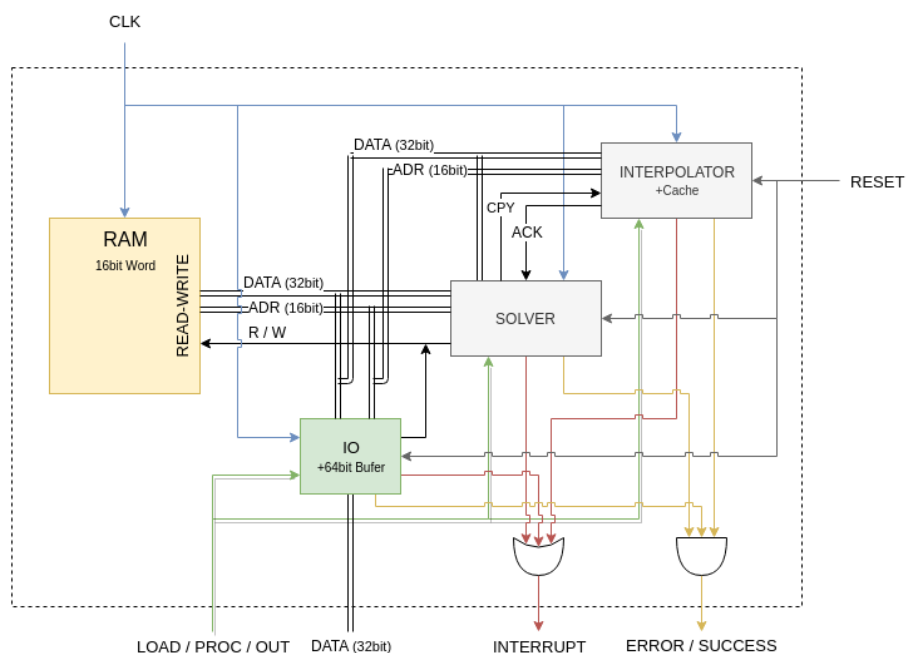 CLK
DATA (32bit)
INTERPOLATOR
+Cache
ADR (16bit)
RESET
CPY
ACK
RAM
16bit Word
READ-WRITE
DATA (32bit)
ADR (16bit)
R / W
SOLVER
IO
+64bit Bufer
LOAD / PROC / OUT
DATA (32bit)
INTERRUPT
ERROR / SUCCESS